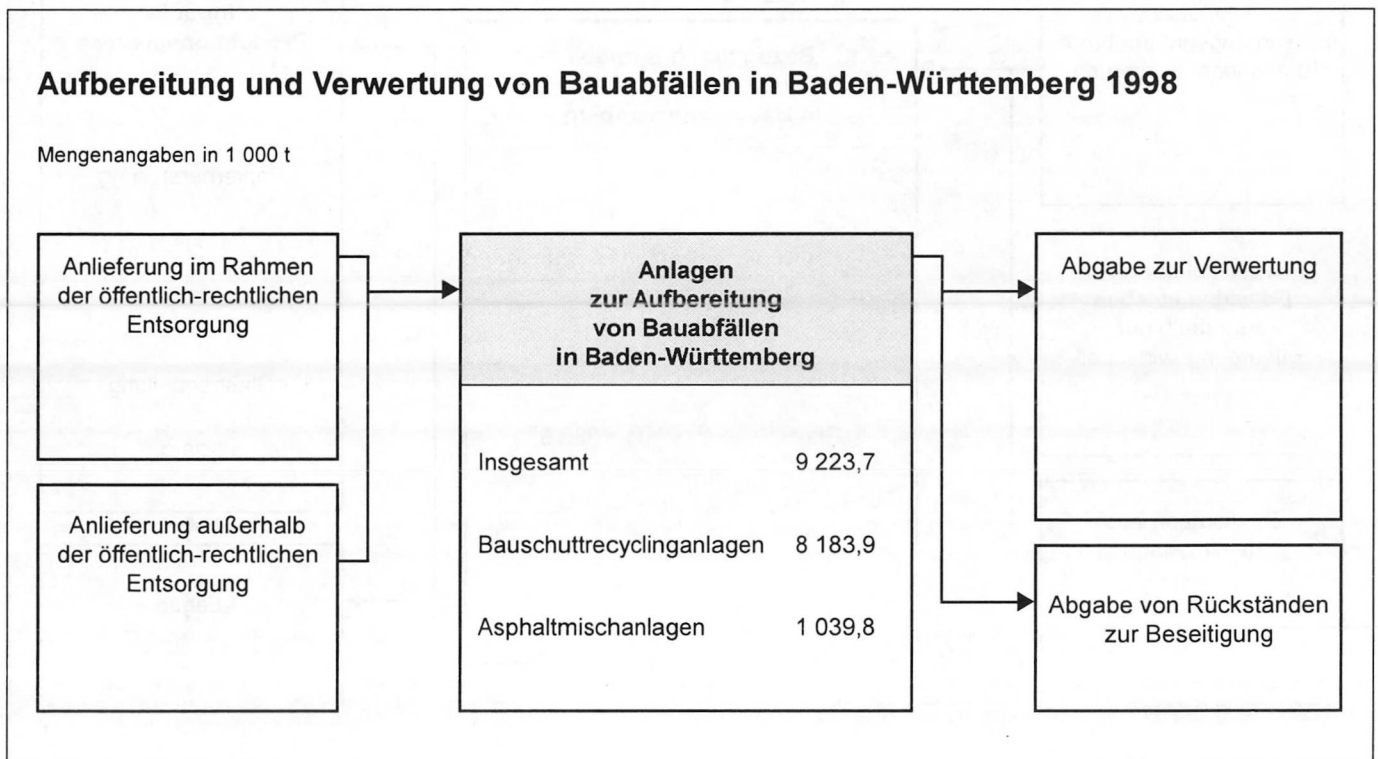 Aufbereitung und Verwertung von Bauabfällen in Baden-Württemberg 1998
Mengenangaben in 1 000 t
Anlieferung im Rahmen
der öffentlich-rechtlichen
Entsorgung
Anlieferung außerhalb
der öffentlich-rechtlichen
Entsorgung
Anlagen
zur Aufbereitung
von Bauabfällen
in Baden-Württemberg
Insgesamt 9 223,7
Bauschuttrecyclinganlagen 8 183,9
Asphaltmischanlagen 1 039,8
Abgabe zur Verwertung
Abgabe von Rückständen
zur Beseitigung